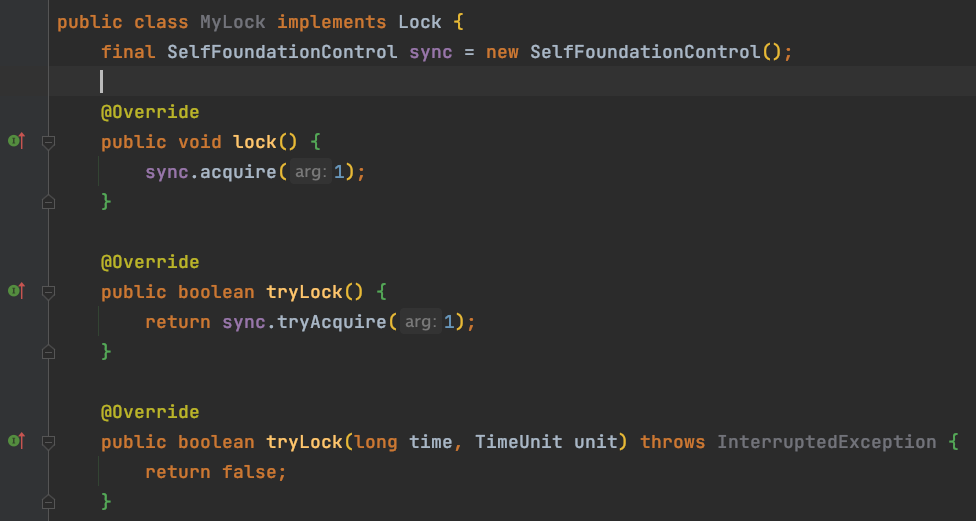 public class MyLock implements Lock {
final SelfFoundationControl sync = new SelfFoundationControl();
@Override
public void lock() {
sync.acquire( arg: 1);
}
@Override
public boolean tryLock() {
return sync.tryAcquire( arg: 1);
}
@Override
public boolean tryLock(long time, TimeUnit unit) throws InterruptedException {
return false;
}